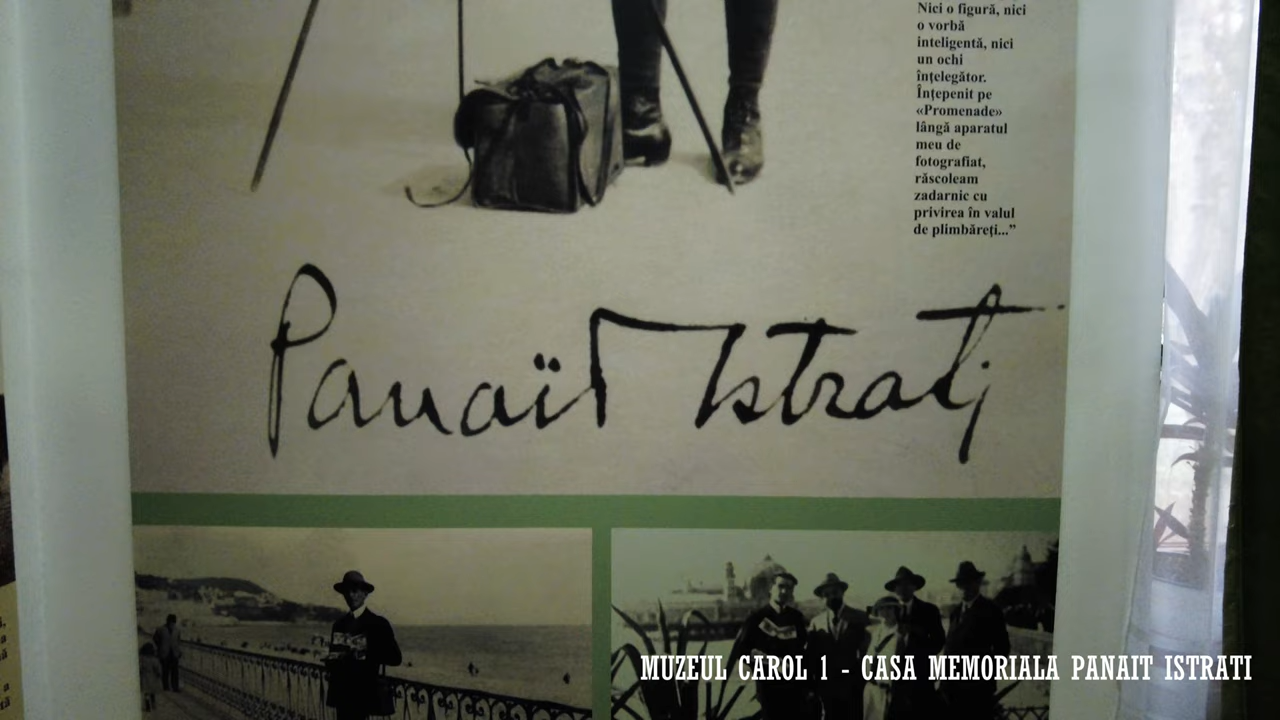 Nici o figură, nici
o vorbă
inteligentă, nici
un ochi
înțelegător.
Înțepenit pe
«Promenade»
lângă aparatul
meu de
fotografiat,
răscoleam
zadarnic cu
privirea în valul
de plimbăreți...”
Panaït Istrati
MUZEUL CAROL 1 - CASA MEMORIALA PANAIT ISTRATI